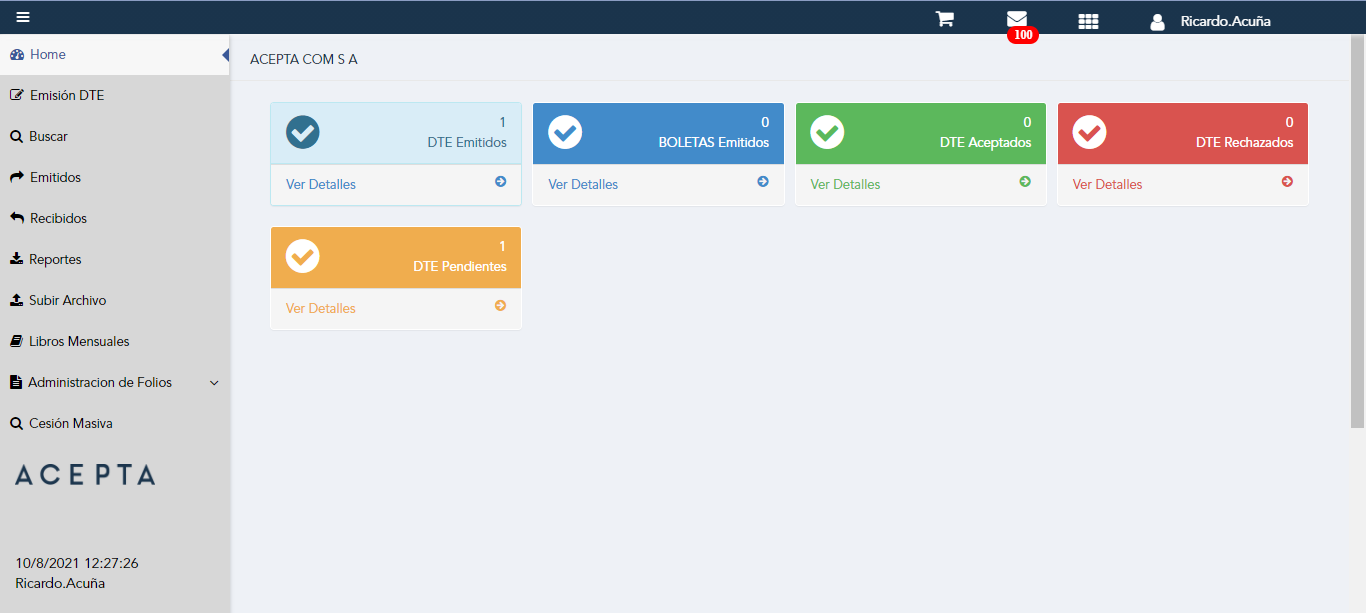 Ricardo.Acuña
100
Home
Emisión DTE
Buscar
Emitidos
Recibidos
Reportes
Subir Archivo
Libros Mensuales
Administracion de Folios
Cesión Masiva
ACEPTA
10/8/2021 12:27:26
Ricardo.Acuña
ACEPTA COM S A
1
DTE Emitidos
Ver Detalles
0
BOLETAS Emitidos
Ver Detalles
0
DTE Aceptados
Ver Detalles
0
DTE Rechazados
Ver Detalles
1
DTE Pendientes
Ver Detalles